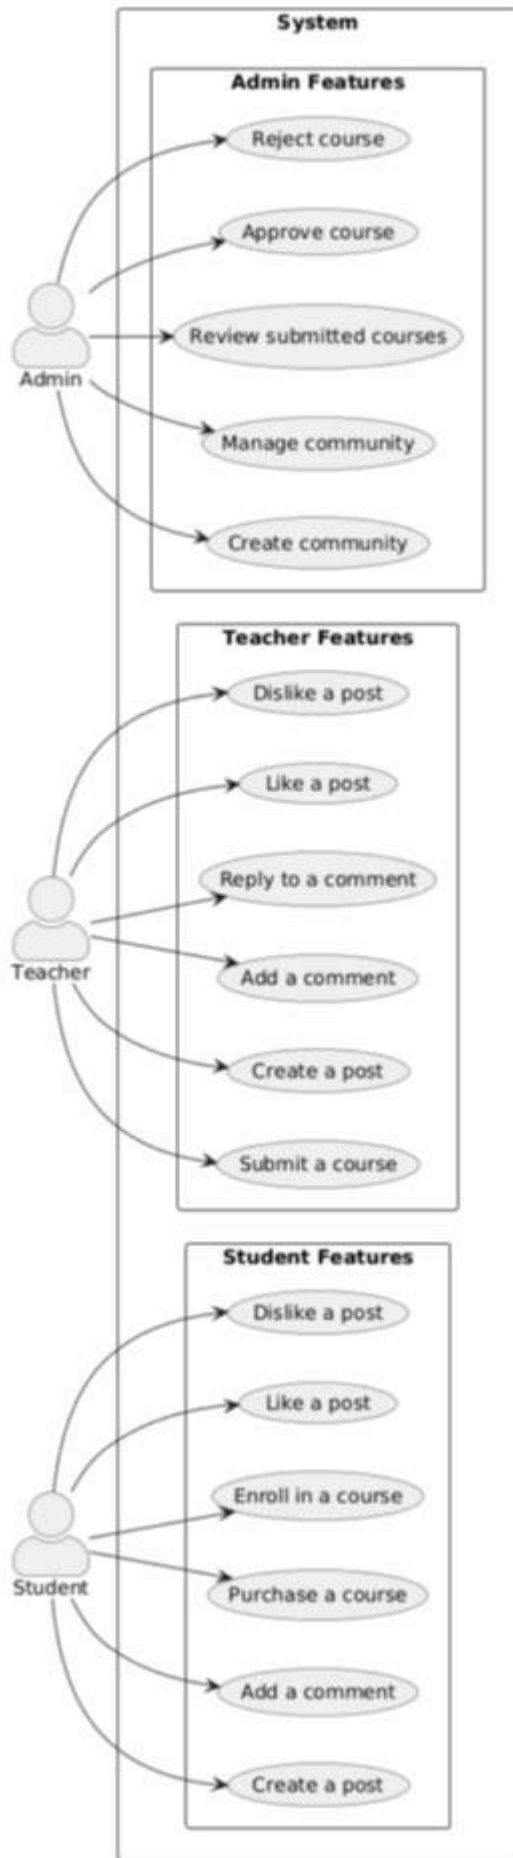 System
Admin Features
Reject course
Approve course
Review submitted courses
Admin
Manage community
Create community
Teacher Features
Dislike a post
Like a post
Reply to a comment
Teacher
Add a comment
Create a post
Submit a course
Student Features
Dislike a post
Like a post
Enroll in a course
Student
Purchase a course
Add a comment
Create a post